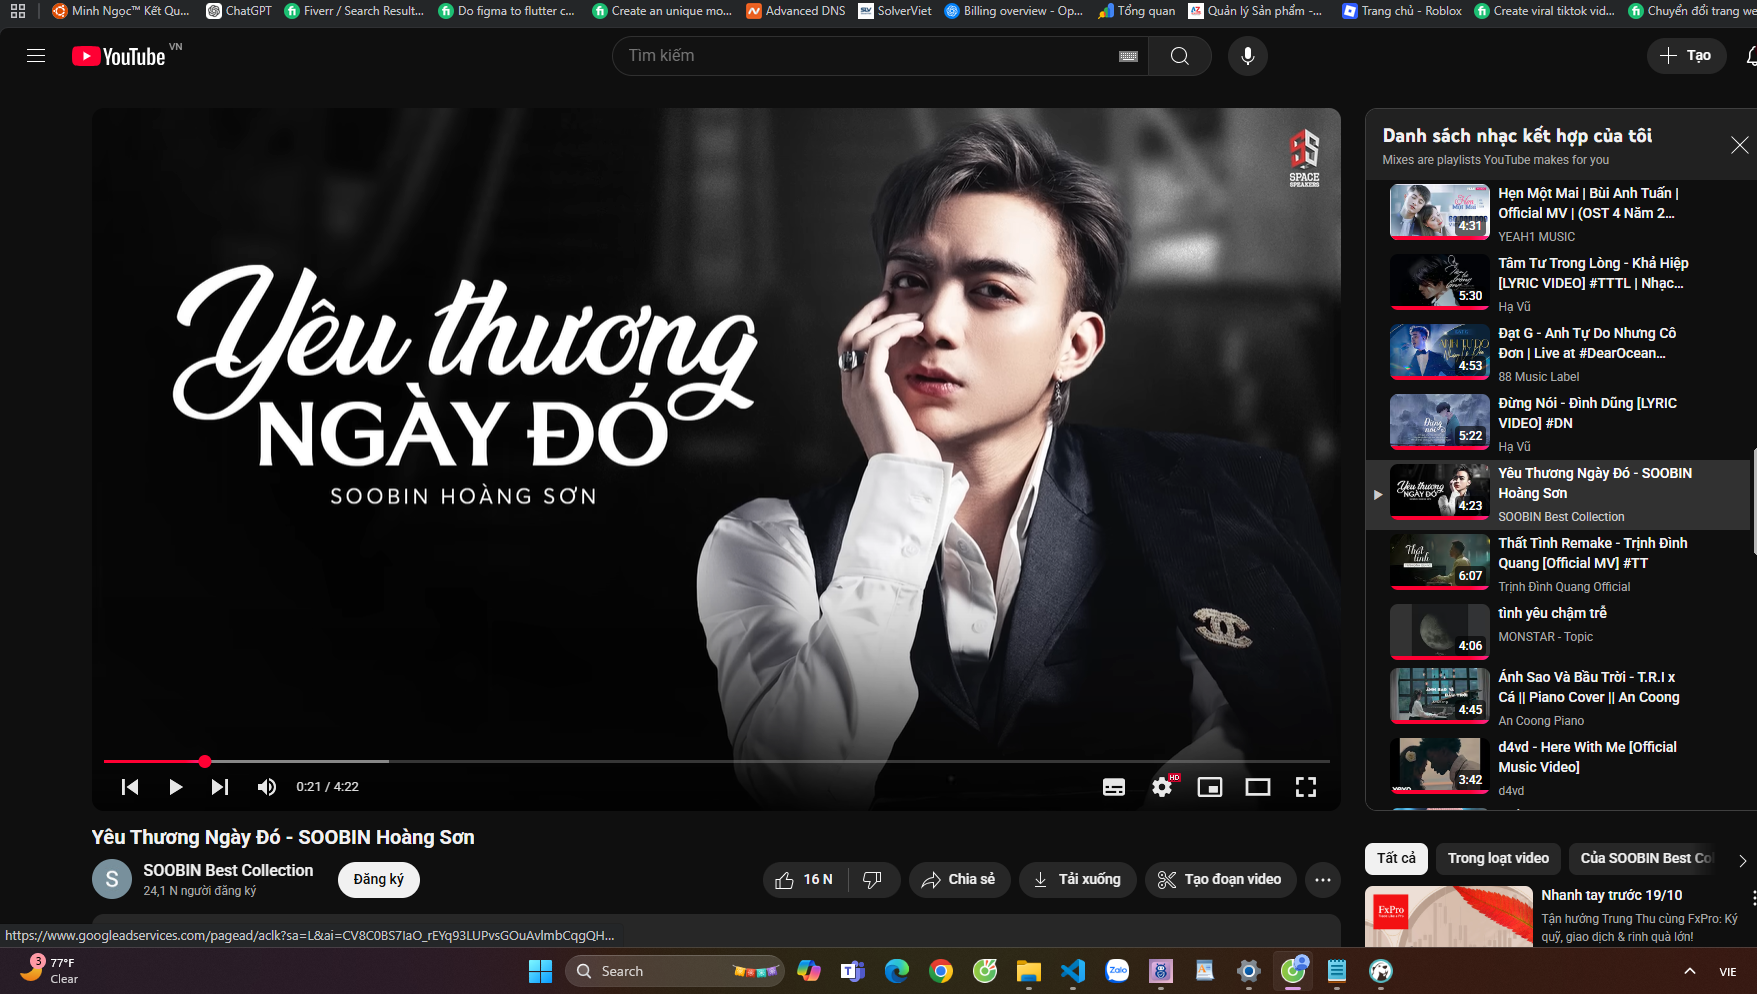 Minh Ngọc™ Kết Qu...
ChatGPT
Fiverr / Search Result...
Do figma to flutter c...
Create an unique mo...
Advanced DNS
SolverViet
Billing overview - Op...
Tổng quan
Quản lý Sản phẩm -...
Trang chủ - Roblox
Create viral tiktok vid...
Chuyển đổi trang we
YouTube VN
Tìm kiếm
Tạo
SPACE
SPEAKERS
Yêu thương
NGÀY ĐÓ
SOOBIN HOÀNG SƠN
0:21 / 4:22
HD
Yêu Thương Ngày Đó - SOOBIN Hoàng Sơn
S
SOOBIN Best Collection
24,1 N người đăng ký
Đăng ký
16 N
Chia sẻ
Tải xuống
Tạo đoạn video
Danh sách nhạc kết hợp của tôi
Mixes are playlists YouTube makes for you
4:31
Hẹn Một Mai | Bùi Anh Tuấn |
Official MV | (OST 4 Năm 2...
YEAH1 MUSIC
5:30
Tâm Tư Trong Lòng - Khả Hiệp
[LYRIC VIDEO] #TTTL | Nhạc...
Hạ Vũ
4:53
Đạt G - Anh Tự Do Nhưng Cô
Đơn | Live at #DearOcean...
88 Music Label
5:22
Đừng Nói - Đình Dũng [LYRIC
VIDEO] #DN
Hạ Vũ
Yêu thương
NGÀY ĐÓ
4:23
Yêu Thương Ngày Đó - SOOBIN
Hoàng Sơn
SOOBIN Best Collection
6:07
Thất Tình Remake - Trịnh Đình
Quang [Official MV] #TT
Trịnh Đình Quang Official
4:06
tình yêu chậm trễ
MONSTAR - Topic
4:45
Ánh Sao Và Bầu Trời - T.R.I x
Cá || Piano Cover || An Coong
An Coong Piano
3:42
d4vd - Here With Me [Official
Music Video]
d4vd
Tất cả
Trong loạt video
Của SOOBIN Best Col
FxPro
Nhanh tay trước 19/10
Tận hưởng Trung Thu cùng FxPro: Ký
quỹ, giao dịch & rinh quà lớn!
https://www.googleadservices.com/pagead/aclk?sa=L&ai=CV8C0BS7IaO_rEYq93LUPvsGOuAvlmbCqgQH...
3
77°F
Clear
Search
Zalo
VIE